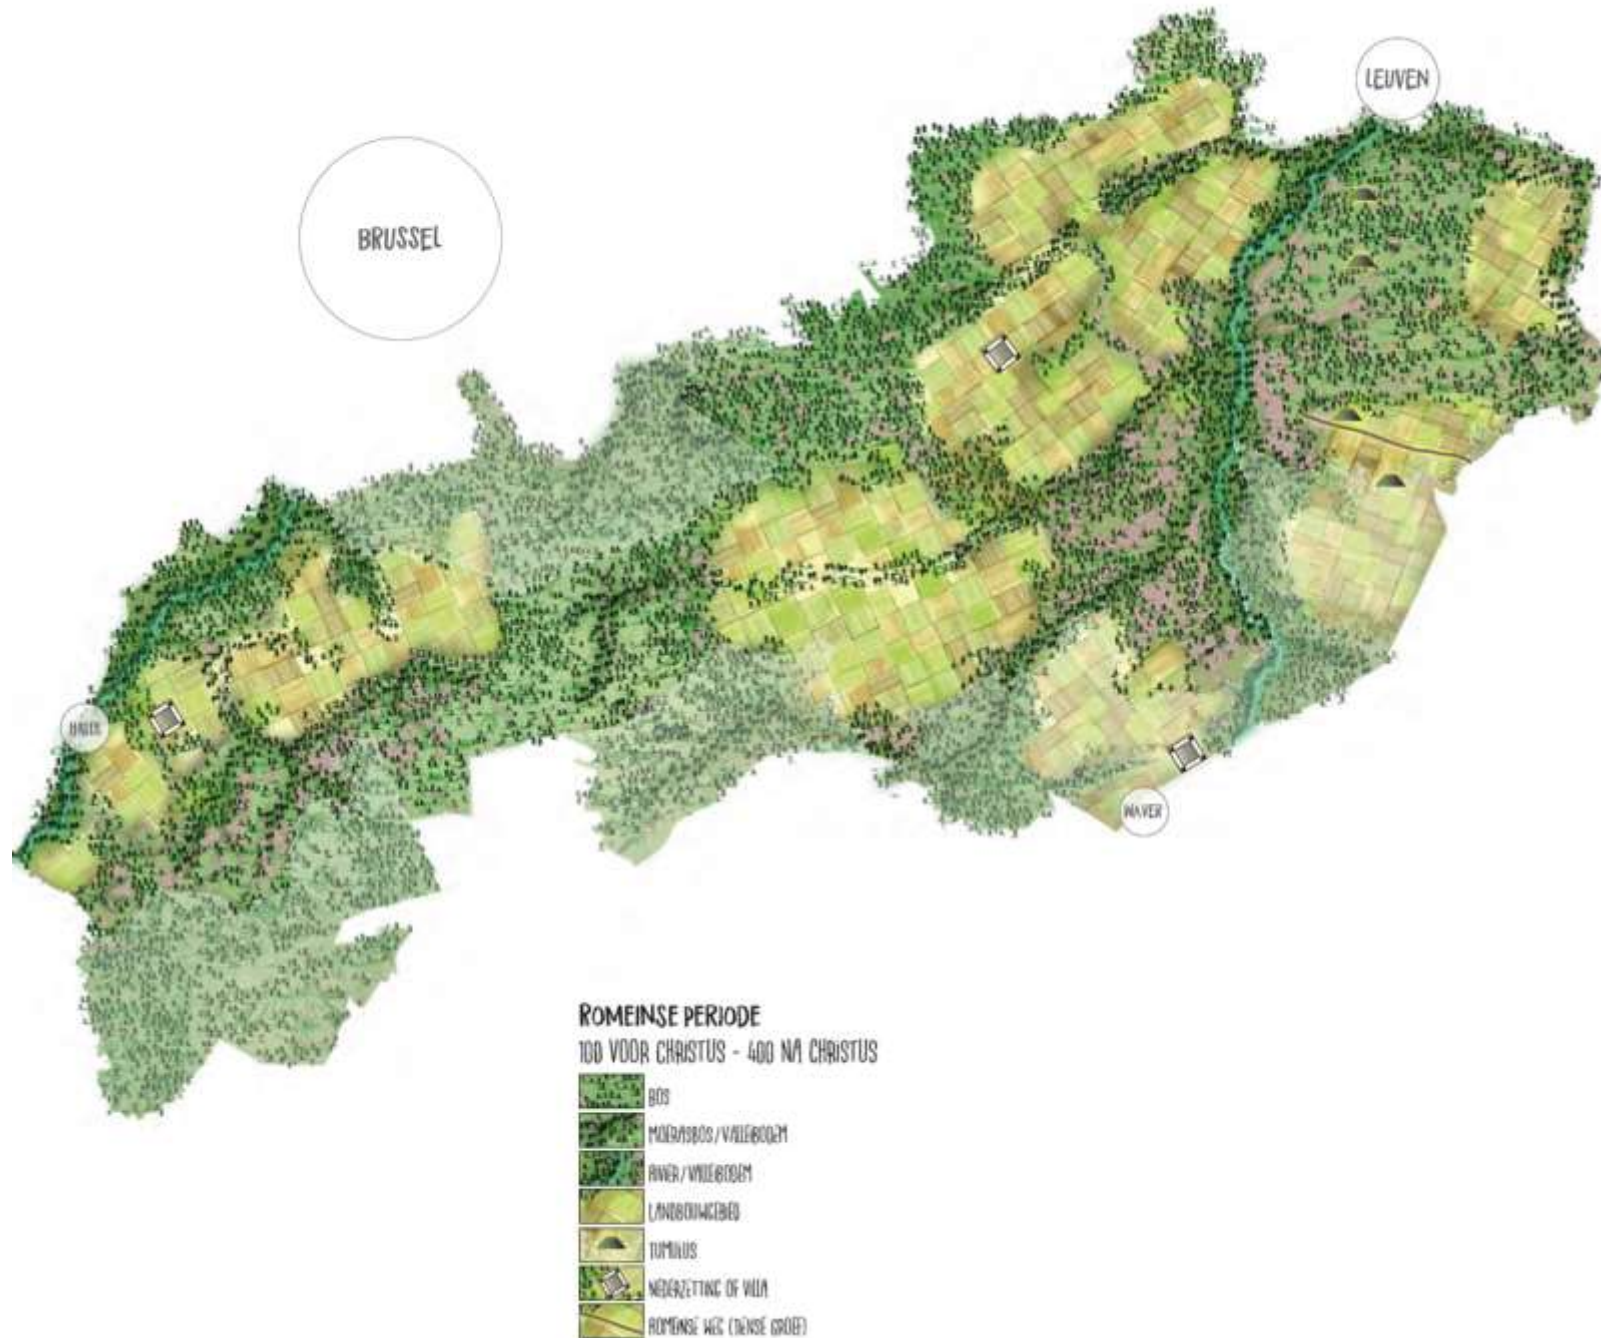 LEUVEN
BRUSSEL
HALLE
WAVER
ROMEINSE PERIODE
100 VOOR CHRISTUS - 400 NA CHRISTUS
BOS
MOERASBOS/VALLEIBODEM
RIVIER/VALLEIBODEM
LANDBOUWGEBIED
TUMULUS
NEDERZETTING OF VILLA
ROMEINSE WEG (TIENSE GROEF)